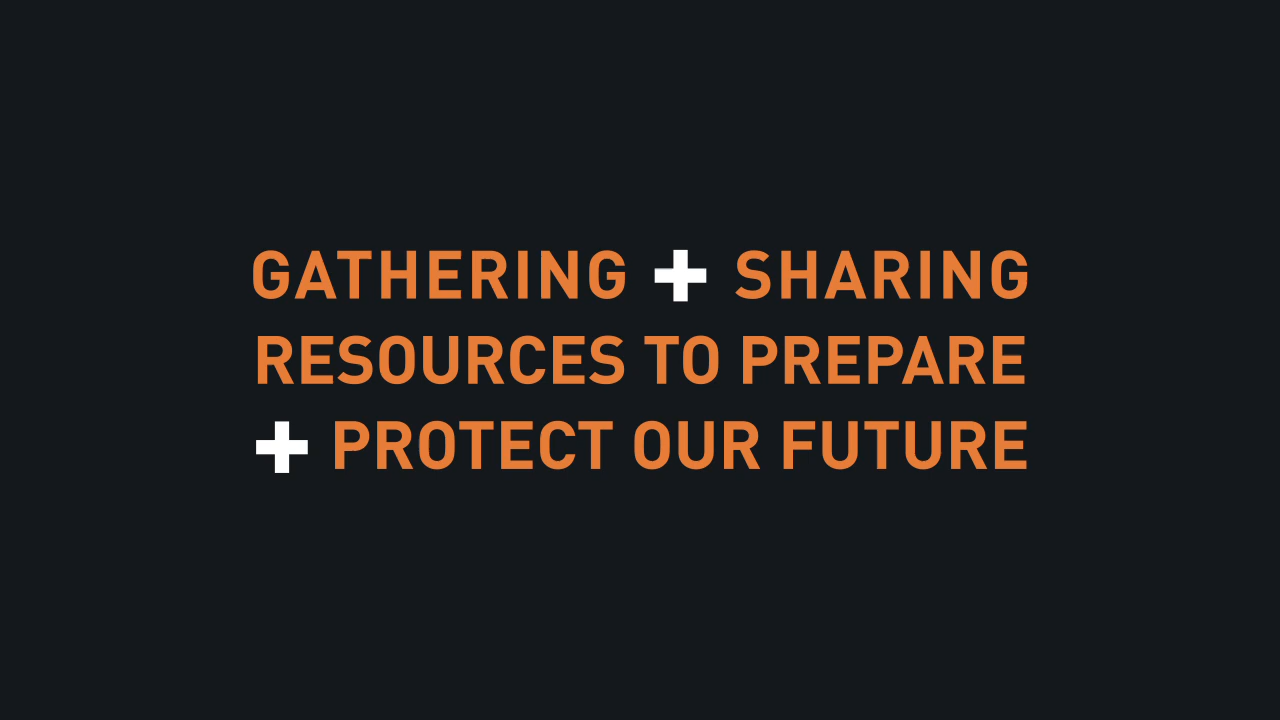 GATHERING + SHARING
RESOURCES TO PREPARE
+ PROTECT OUR FUTURE